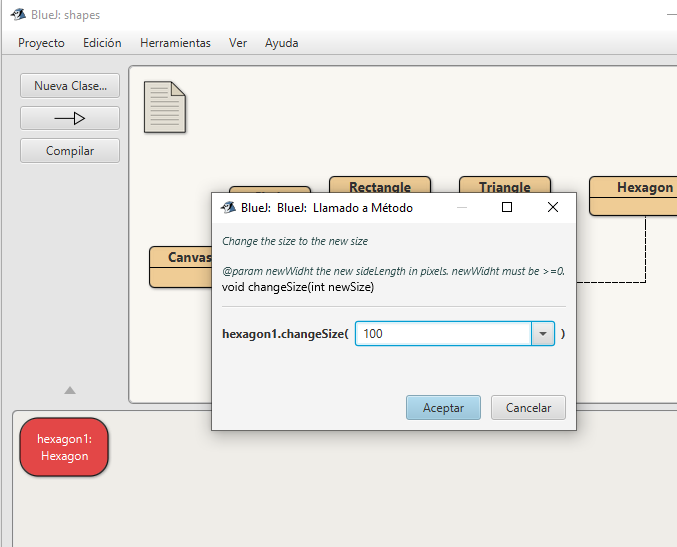 BlueJ: shapes
Proyecto Edición Herramientas Ver Ayuda
Nueva Clase...
Compilar
Rectangle
Triangle
Hexagon
Canvas
BlueJ: BlueJ: Llamado a Método
Change the size to the new size
@param newWidht the new sideLength in pixels. newWidht must be >=0.
void changeSize(int newSize)
hexagon1.changeSize( 100 )
Aceptar Cancelar
hexagon1:
Hexagon